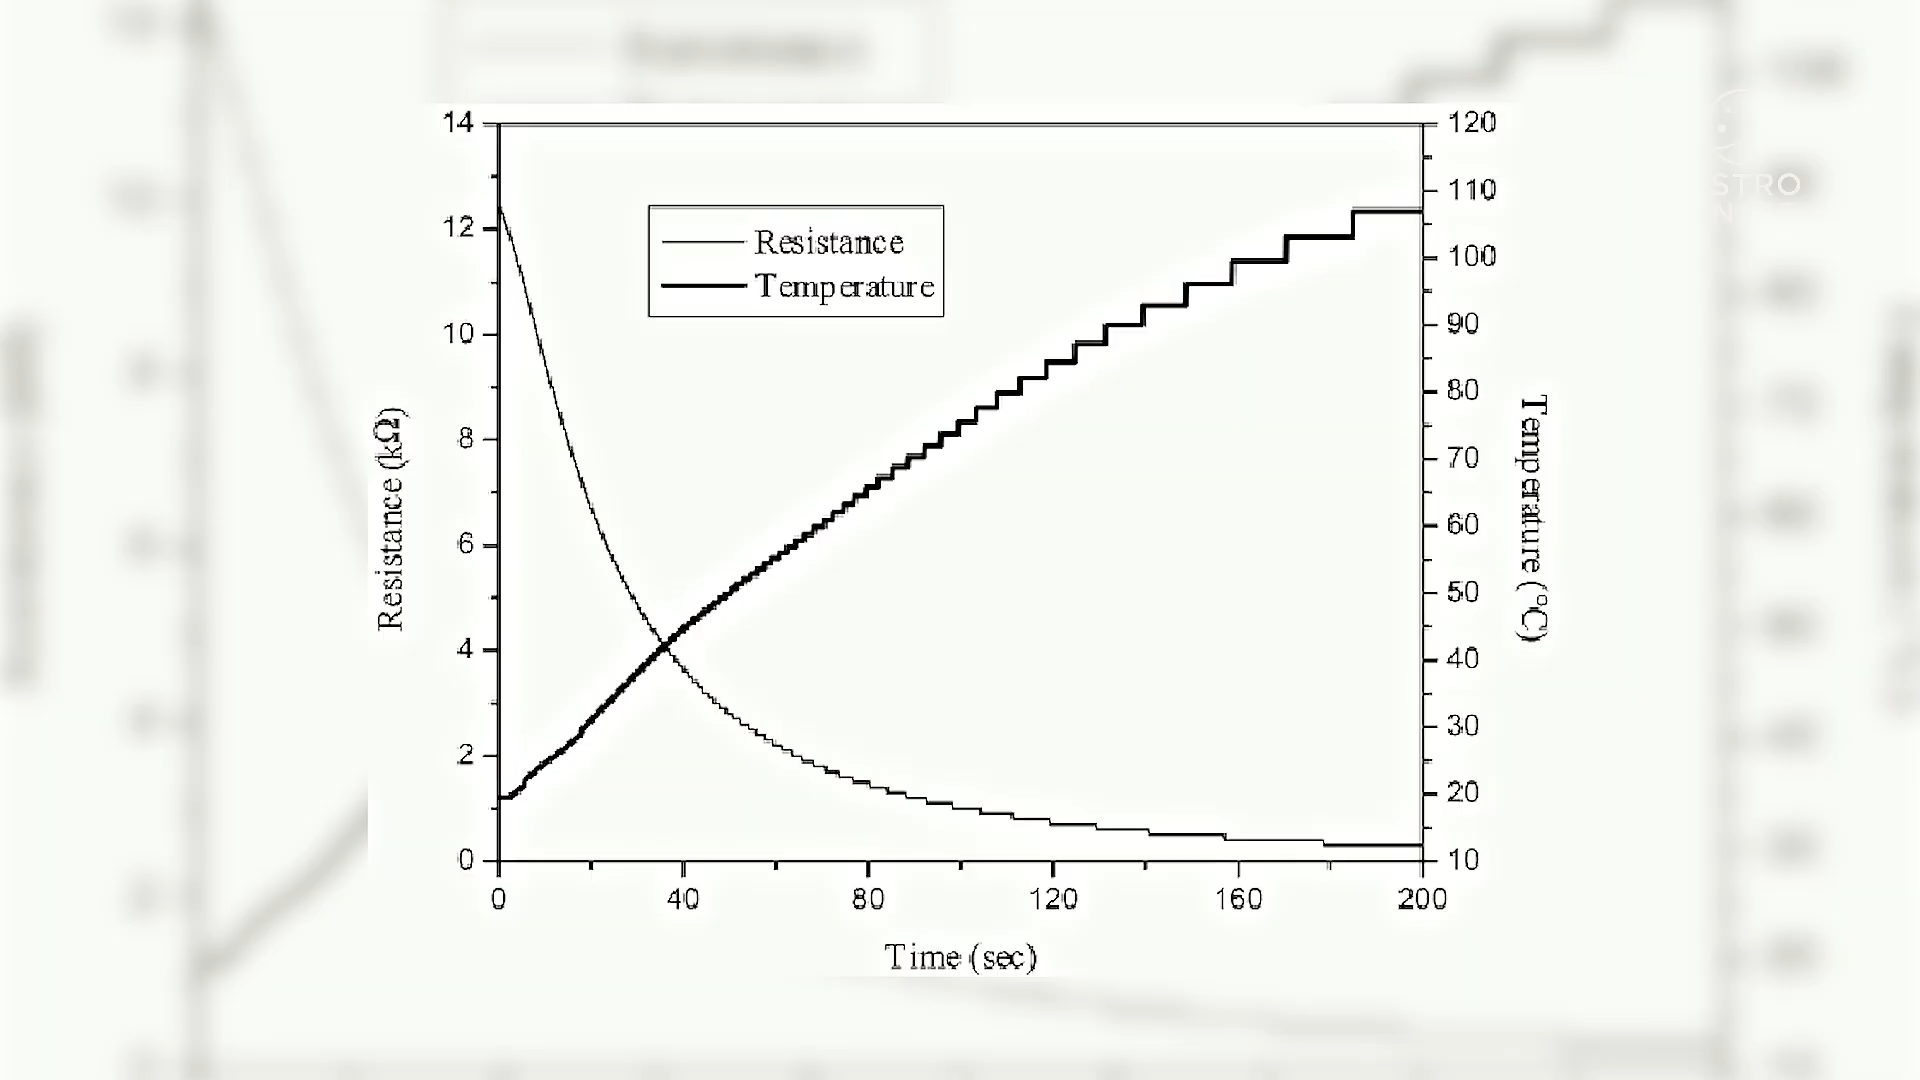 14
12
10
8
6
4
2
0
Resistance (kΩ)
Resistance
Temperature
120
110
100
90
80
70
60
50
40
30
20
10
Temperature (°C)
0 40 80 120 160 200
Time (sec)
STRO